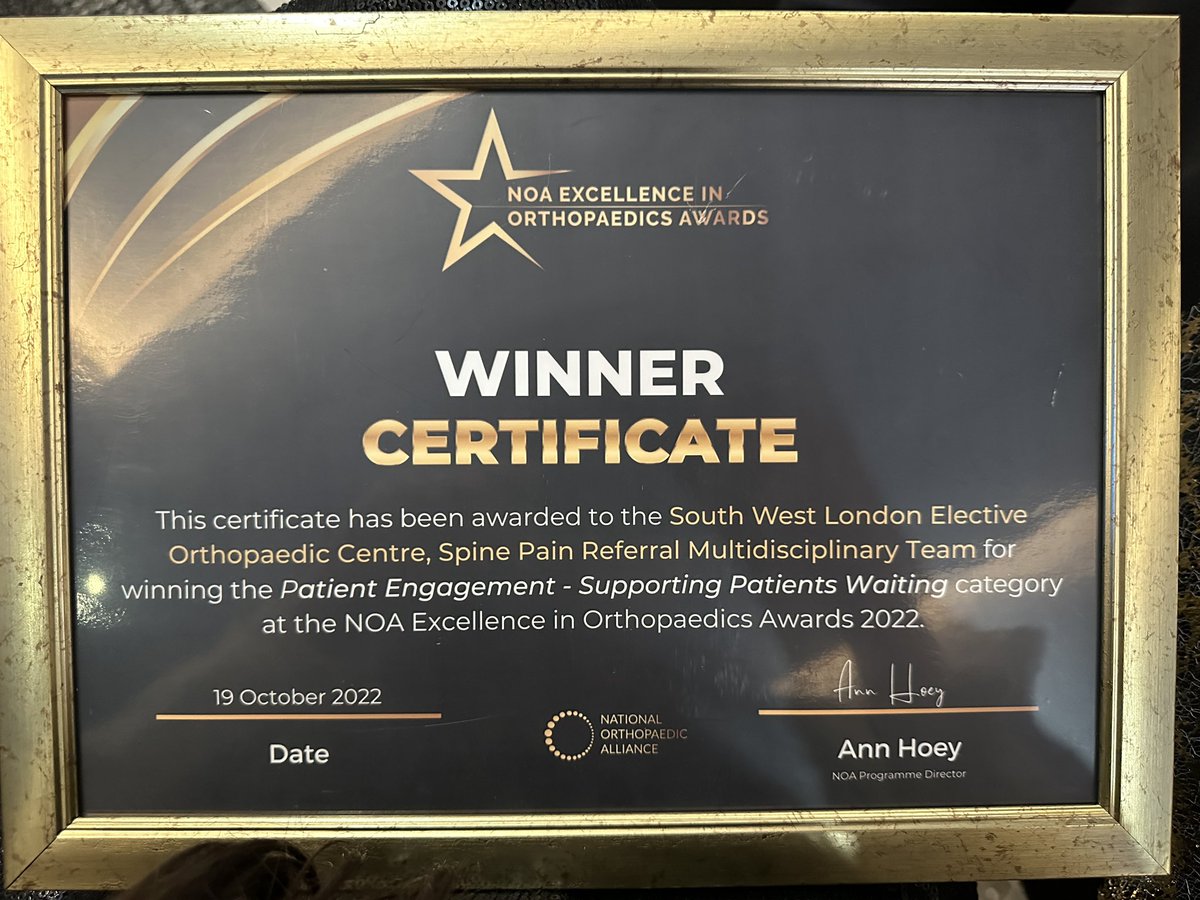 NOA EXCELLENCE IN
ORTHOPAEDICS AWARDS
WINNER
CERTIFICATE
This certificate has been awarded to the South West London Elective
Orthopaedic Centre, Spine Pain Referral Multidisciplinary Team for
winning the Patient Engagement - Supporting Patients Waiting category
at the NOA Excellence in Orthopaedics Awards 2022.
19 October 2022
Date
NATIONAL
ORTHOPAEDIC
ALLIANCE
Ann Hoey
Ann Hoey
NOA Programme Director